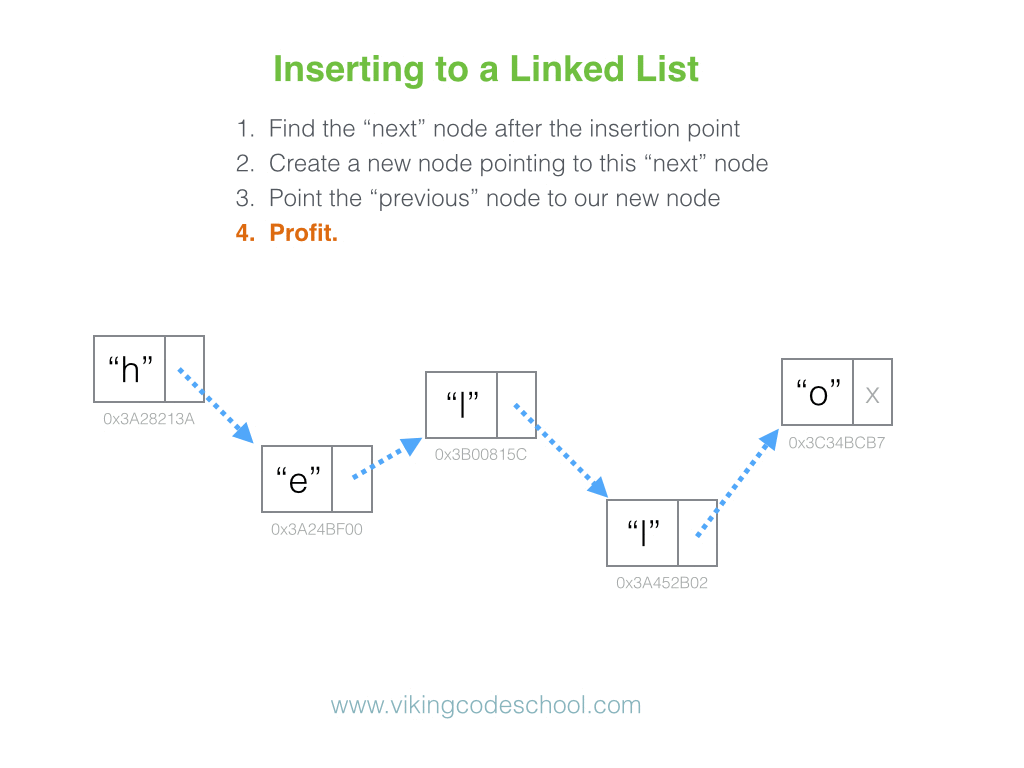 Inserting to a Linked List
1. Find the “next” node after the insertion point
2. Create a new node pointing to this “next” node
3. Point the “previous” node to our new node
4. Profit.
“h”
0x3A28213A
“e”
0x3A24BF00
“l”
0x3B00815C
“l”
0x3A452B02
“o” x
0x3C34BCB7
www.vikingcodeschool.com